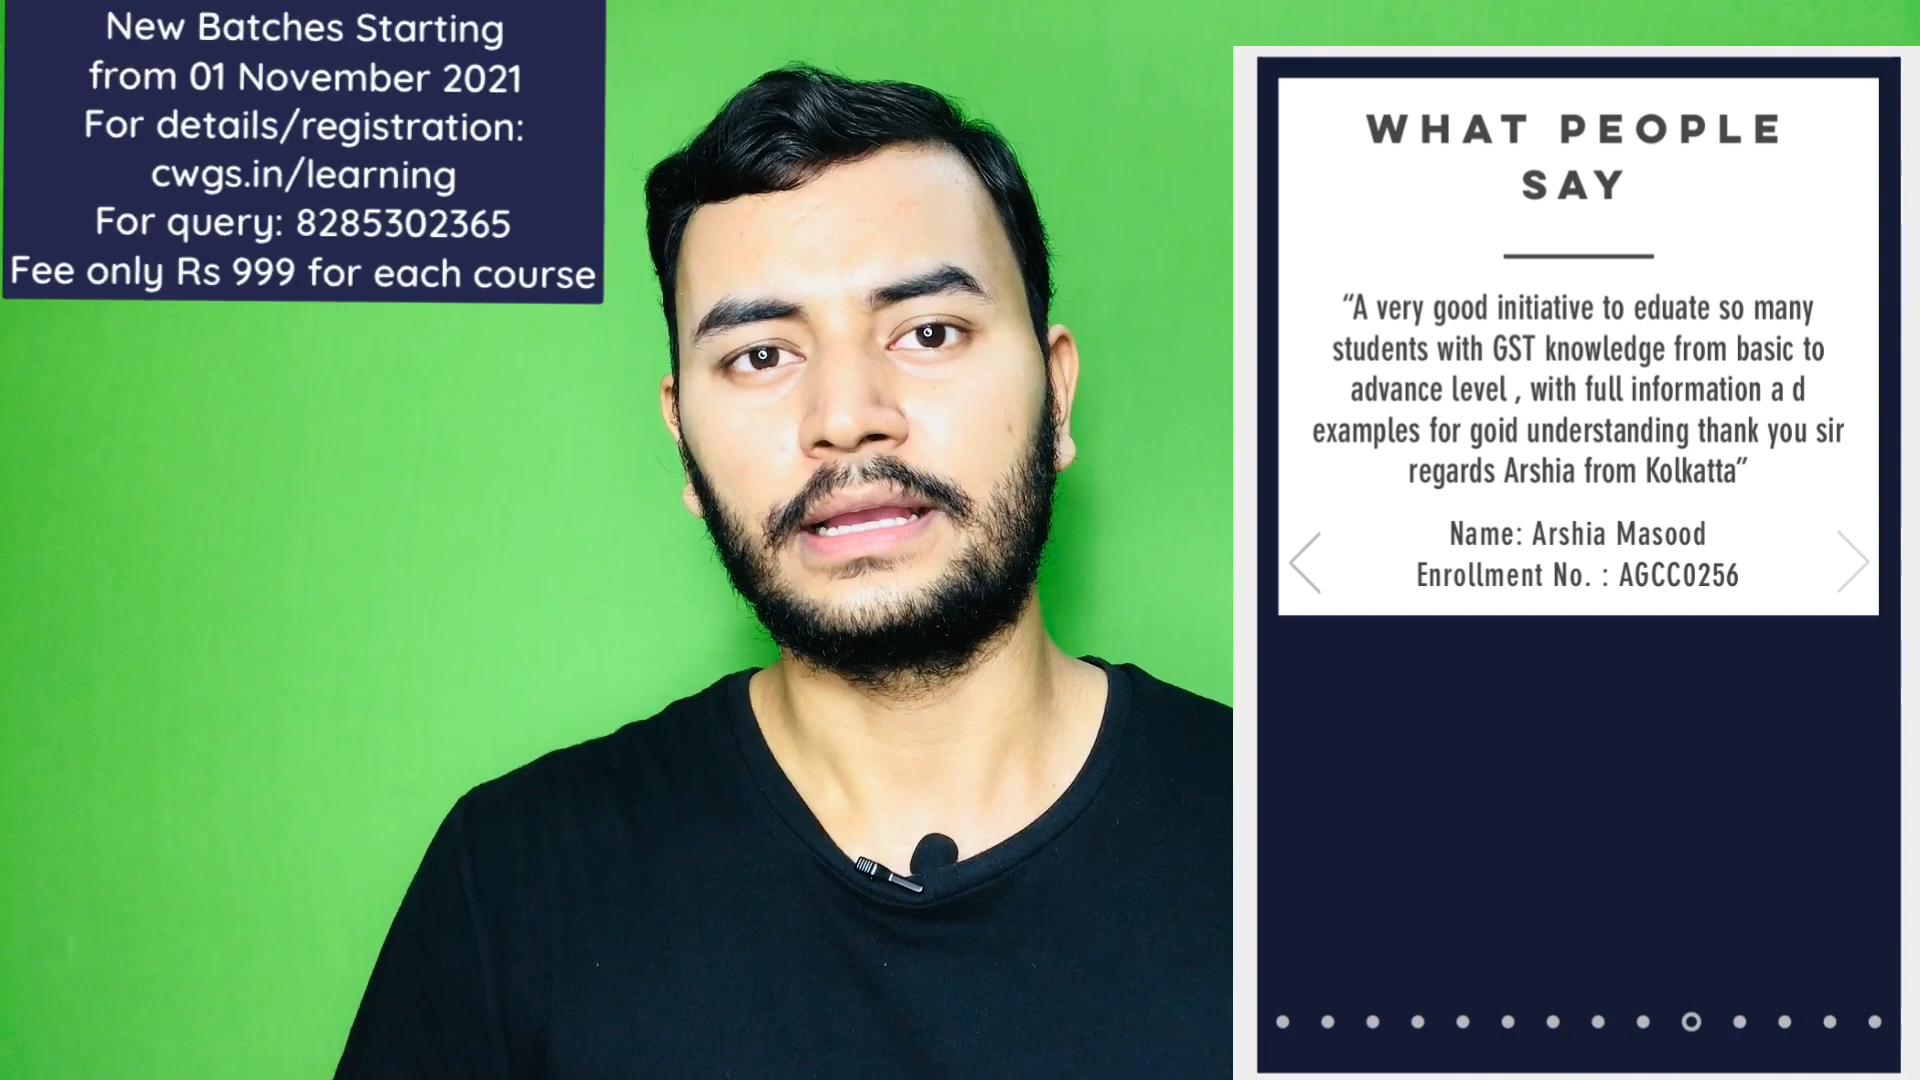 New Batches Starting
from 01 November 2021
For details/registration:
cwgs.in/learning
For query: 8285302365
Fee only Rs 999 for each course
WHAT PEOPLE
SAY
“A very good initiative to eduate so many
students with GST knowledge from basic to
advance level , with full information a d
examples for goid understanding thank you sir
regards Arshia from Kolkatta”
Name: Arshia Masood
Enrollment No. : AGCC0256